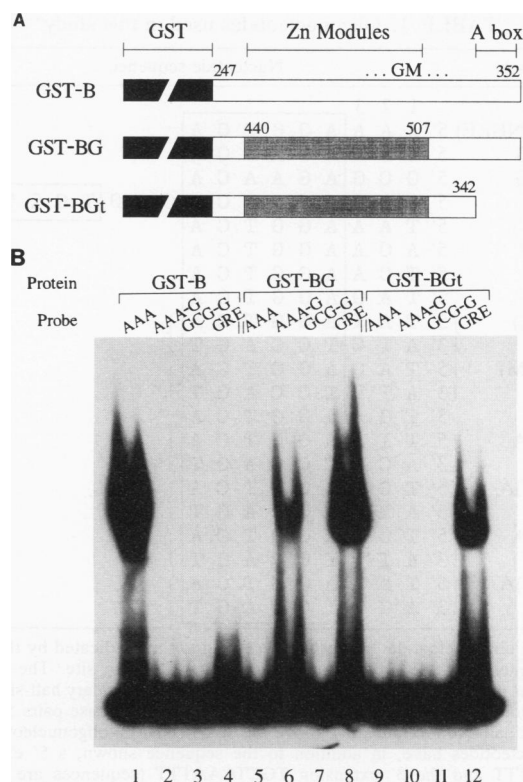 A
GST Zn Modules A box
247 ... GM ... 352
GST-B
440 507
GST-BG
342
GST-BGt
B
Protein GST-B GST-BG GST-BGt
Probe AAA AAA-G GCG-G GRE AAA AAA-G GCG-G GRE AAA AAA-G GCG-G GRE
1 2 3 4 5 6 7 8 9 10 11 12